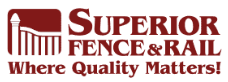 SUPERIOR
FENCE & RAIL
Where Quality Matters!